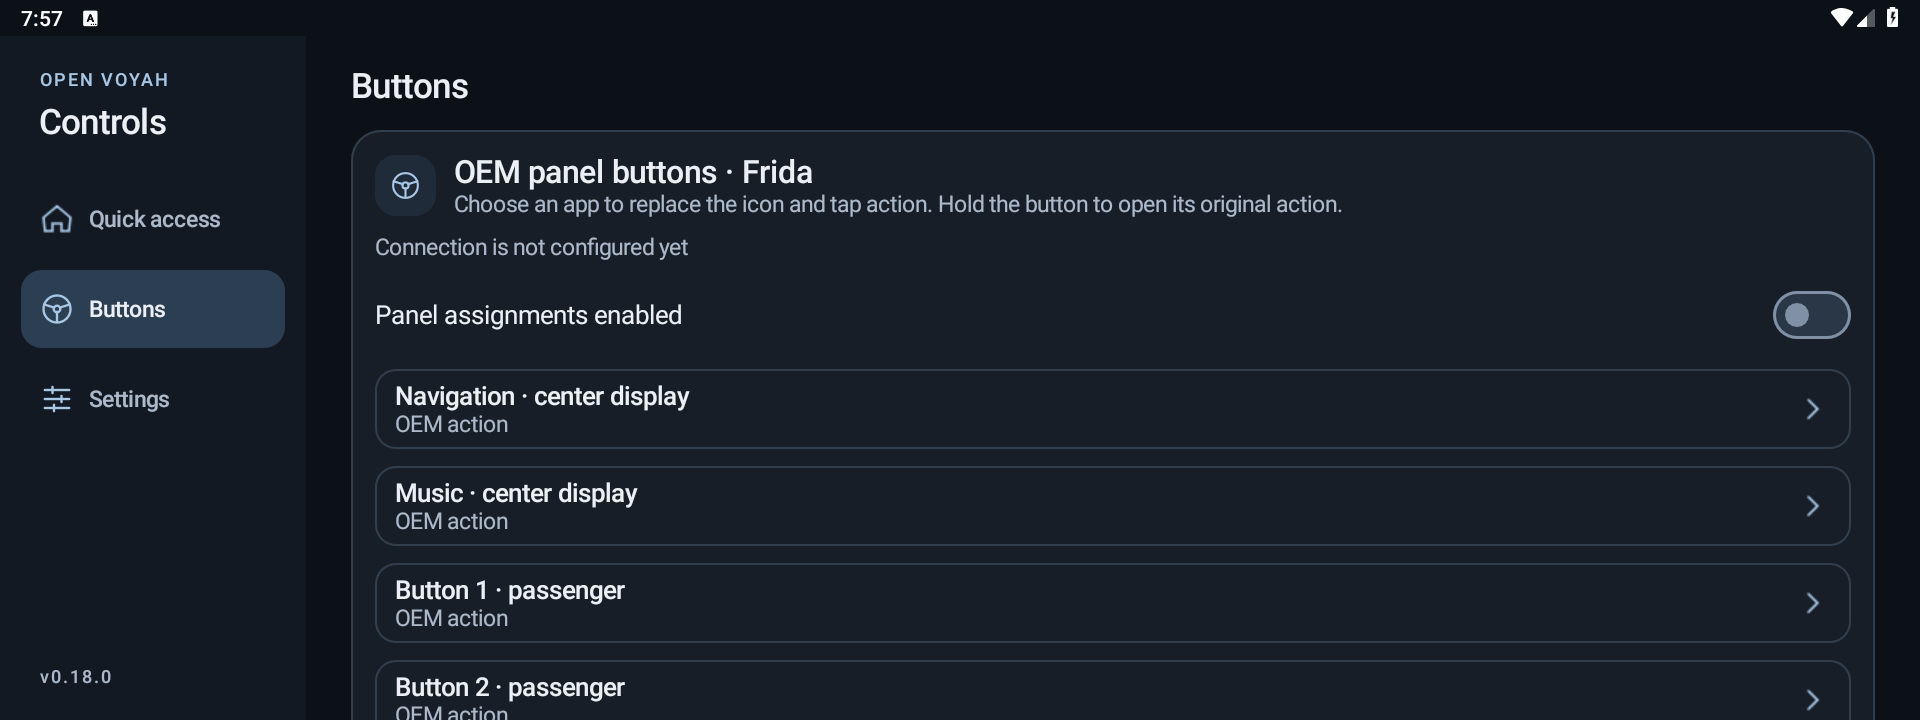 7:57
OPEN VOYAH
Controls
Quick access
Buttons
Settings
v0.18.0
Buttons
OEM panel buttons · Frida
Choose an app to replace the icon and tap action. Hold the button to open its original action.
Connection is not configured yet
Panel assignments enabled
Navigation · center display
OEM action
Music · center display
OEM action
Button 1 · passenger
OEM action
Button 2 · passenger
OEM action